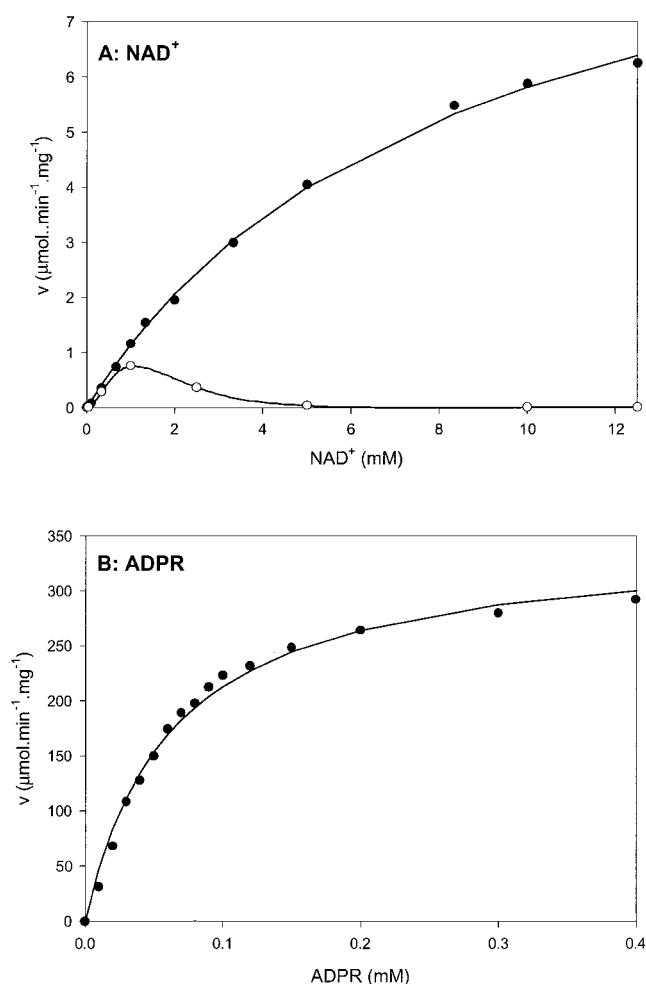 A: NAD⁺
7
6
5
4
3
2
1
0
v (μmol..min⁻¹.mg⁻¹)
0 2 4 6 8 10 12
NAD⁺ (mM)
B: ADPR
350
300
250
200
150
100
50
0
v (μmol.min⁻¹.mg⁻¹)
0.0 0.1 0.2 0.3 0.4
ADPR (mM)